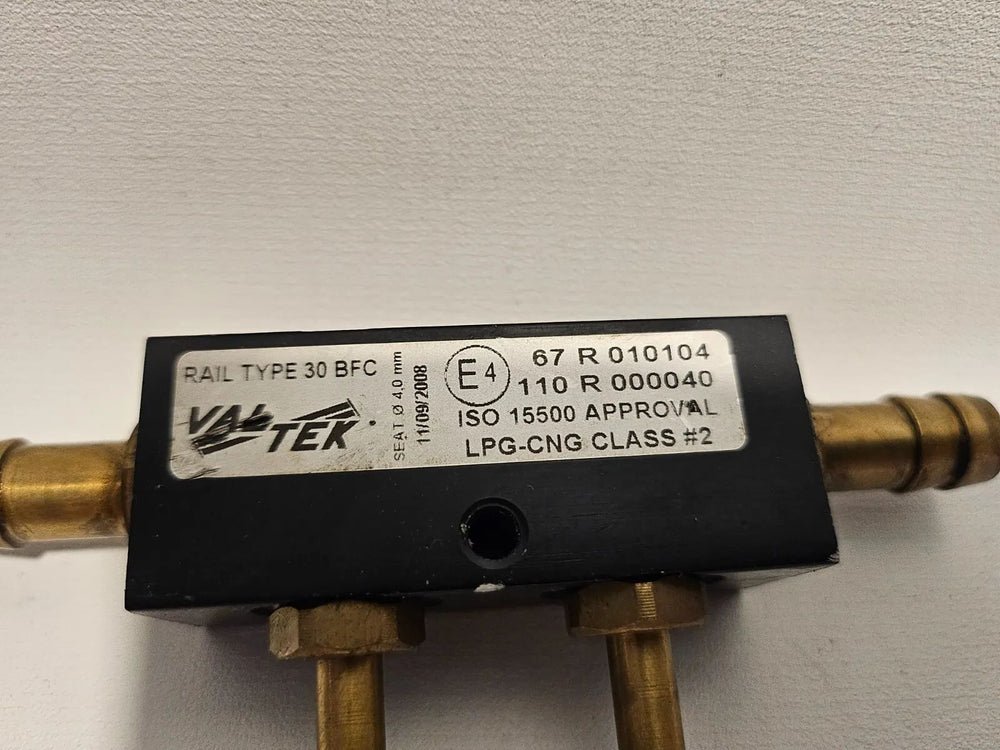 RAIL TYPE 30 BFC
VALTEK
SEAT Ø 4,0 mm
11/09/2008
E4
67 R 010104
110 R 000040
ISO 15500 APPROVAL
LPG-CNG CLASS #2